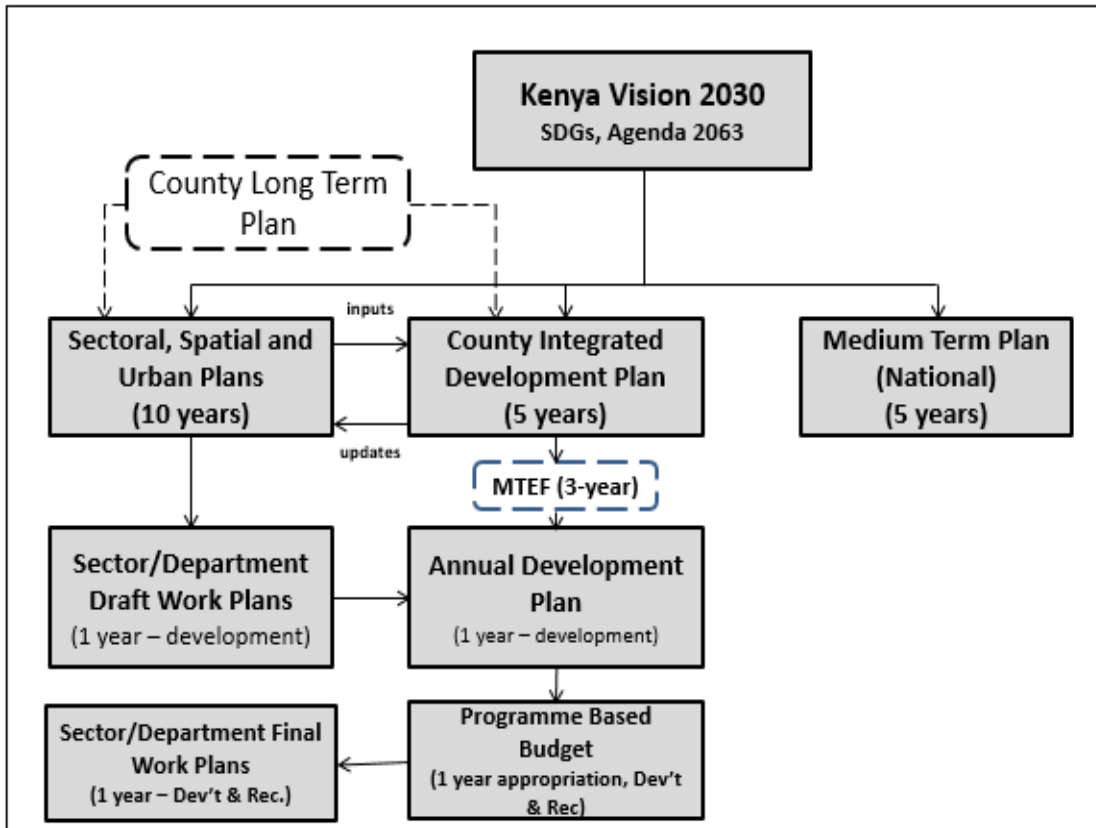 Kenya Vision 2030
SDGs, Agenda 2063
County Long Term
Plan
inputs
Sectoral, Spatial and
Urban Plans
(10 years)
County Integrated
Development Plan
(5 years)
Medium Term Plan
(National)
(5 years)
updates
MTEF (3-year)
Sector/Department
Draft Work Plans
(1 year – development)
Annual Development
Plan
(1 year – development)
Sector/Department Final
Work Plans
(1 year – Dev't & Rec.)
Programme Based
Budget
(1 year appropriation, Dev't
& Rec)